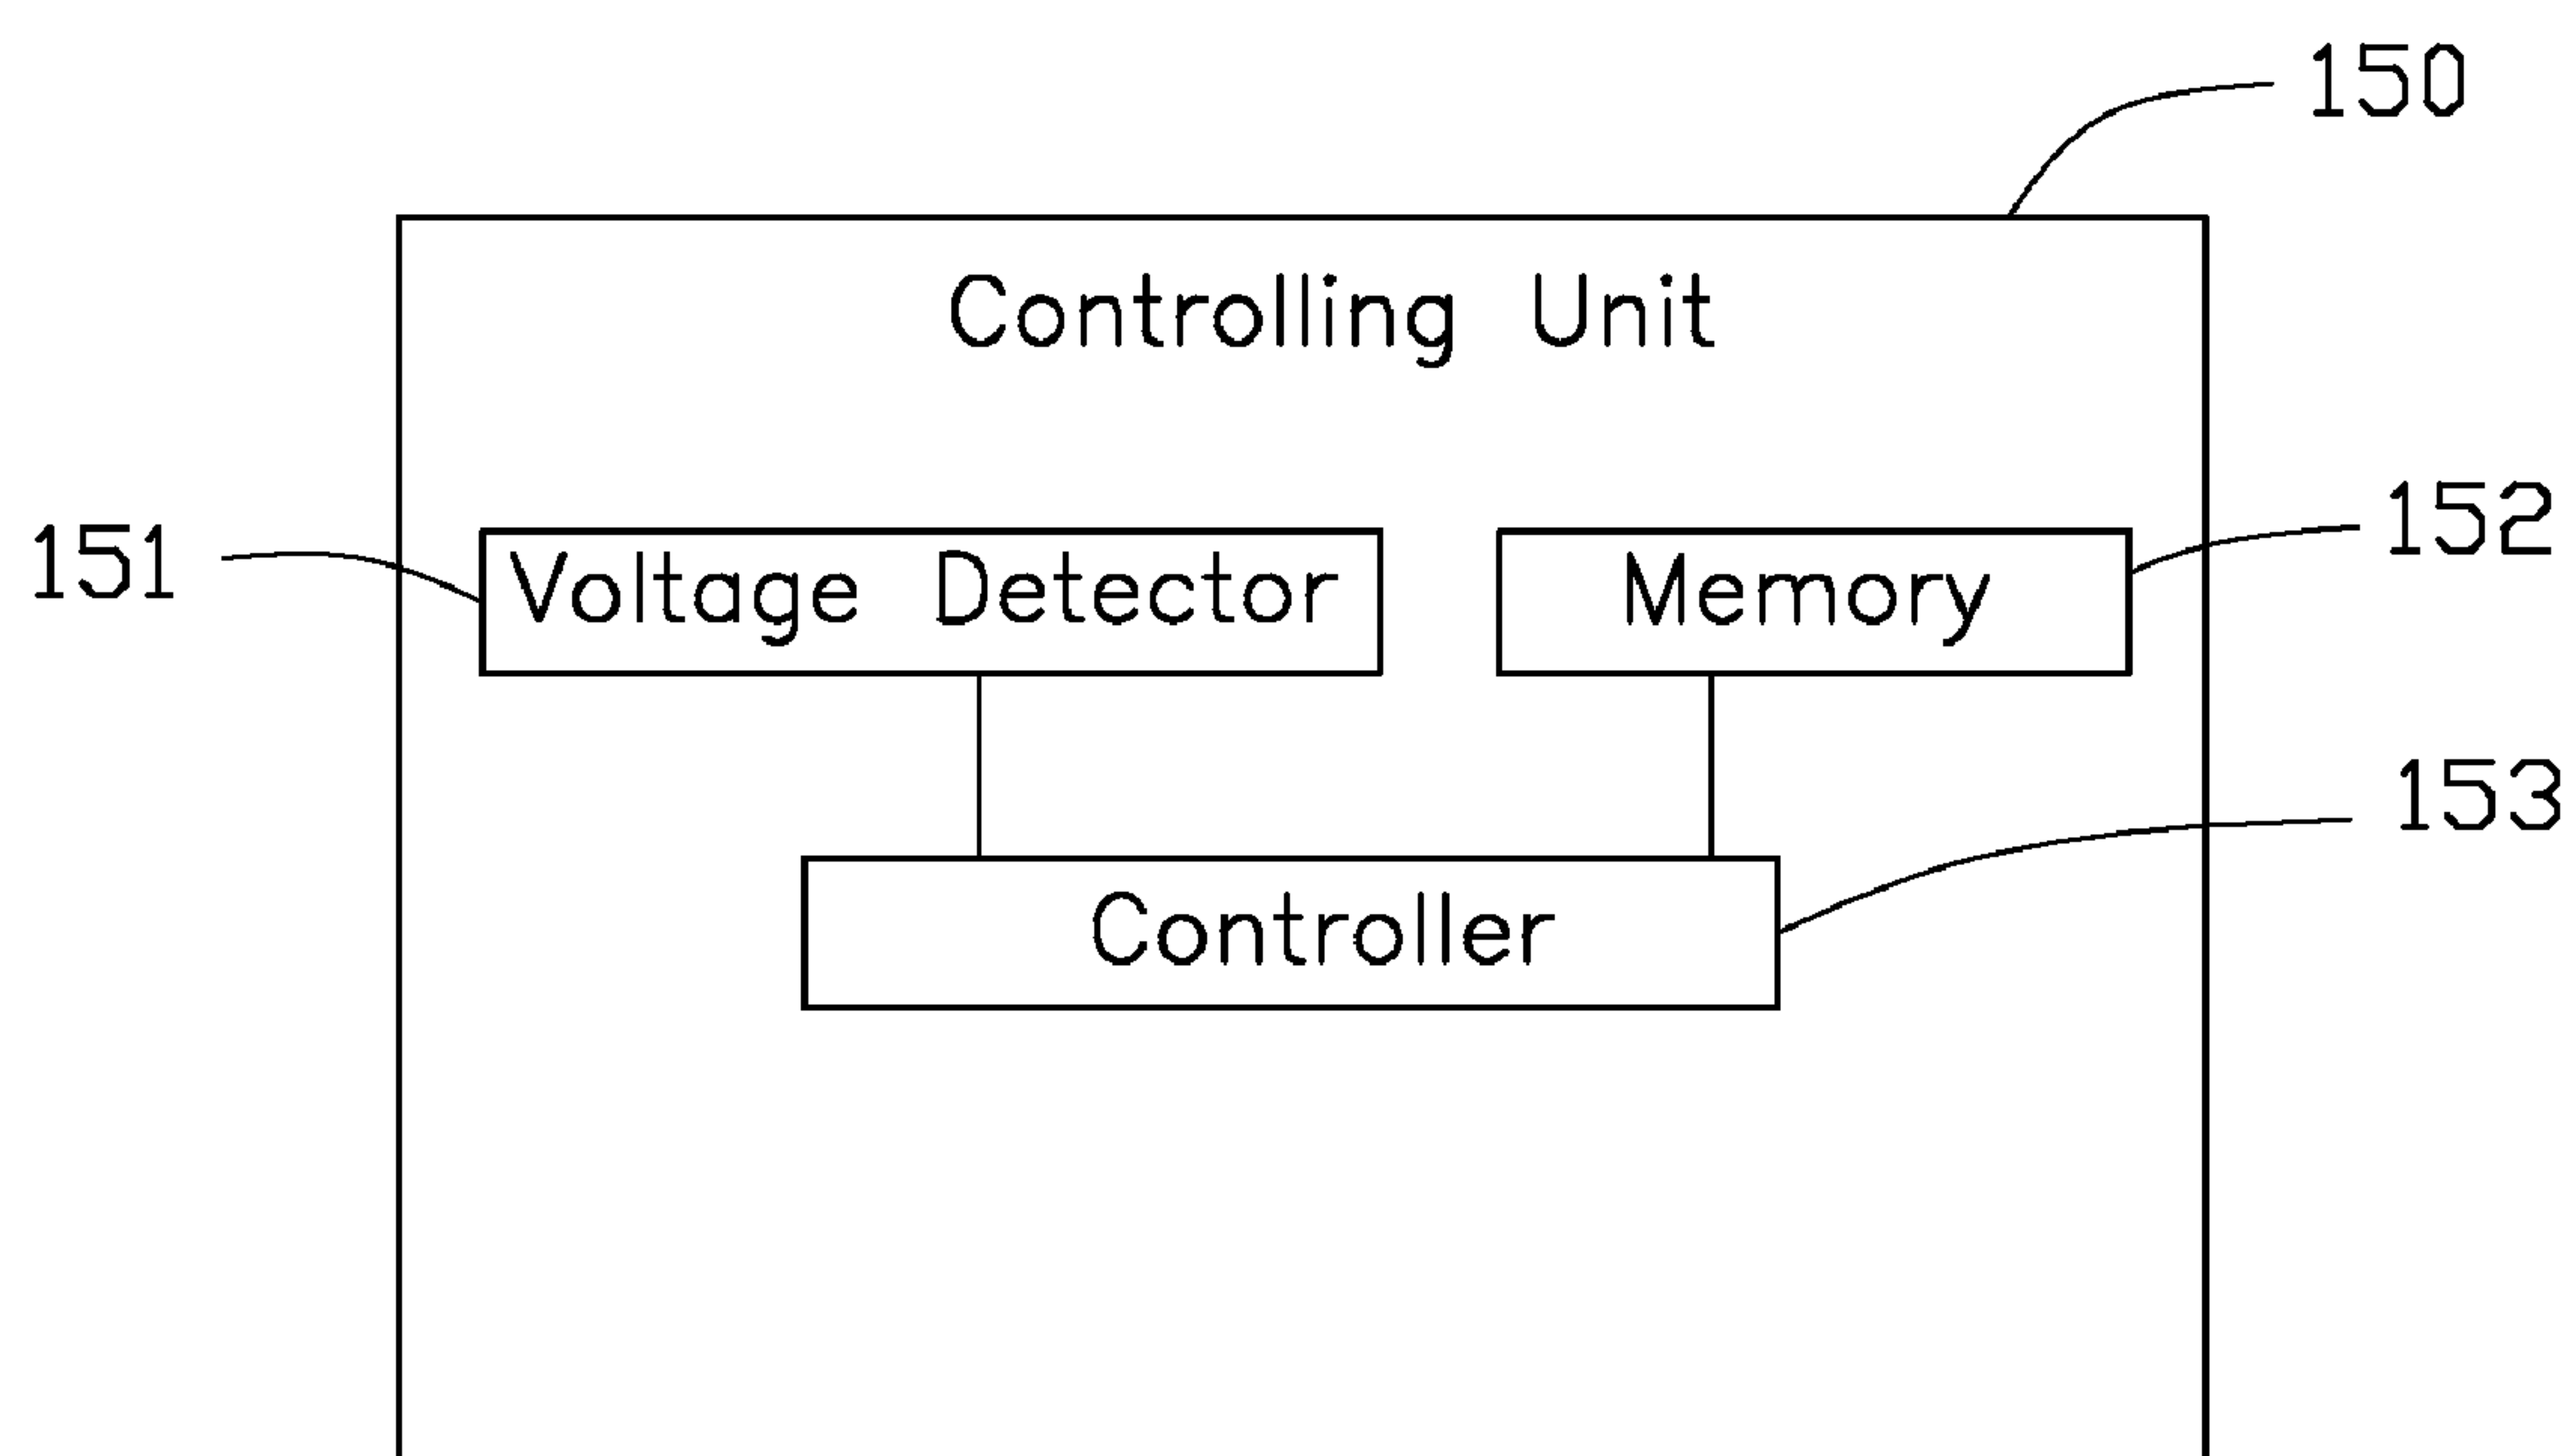 150
Controlling Unit
151
Voltage Detector
Memory
152
153
Controller